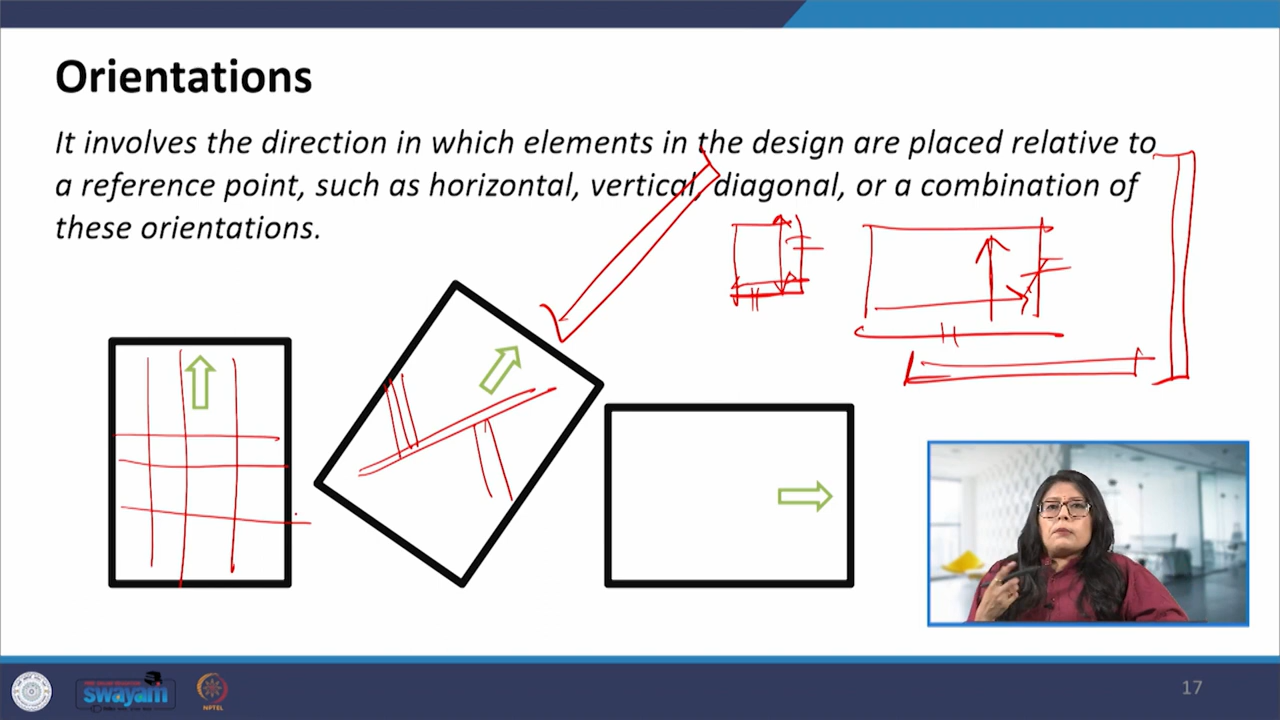 Orientations
It involves the direction in which elements in the design are placed relative to
a reference point, such as horizontal, vertical, diagonal, or a combination of
these orientations.
swayam
NPTEL
17